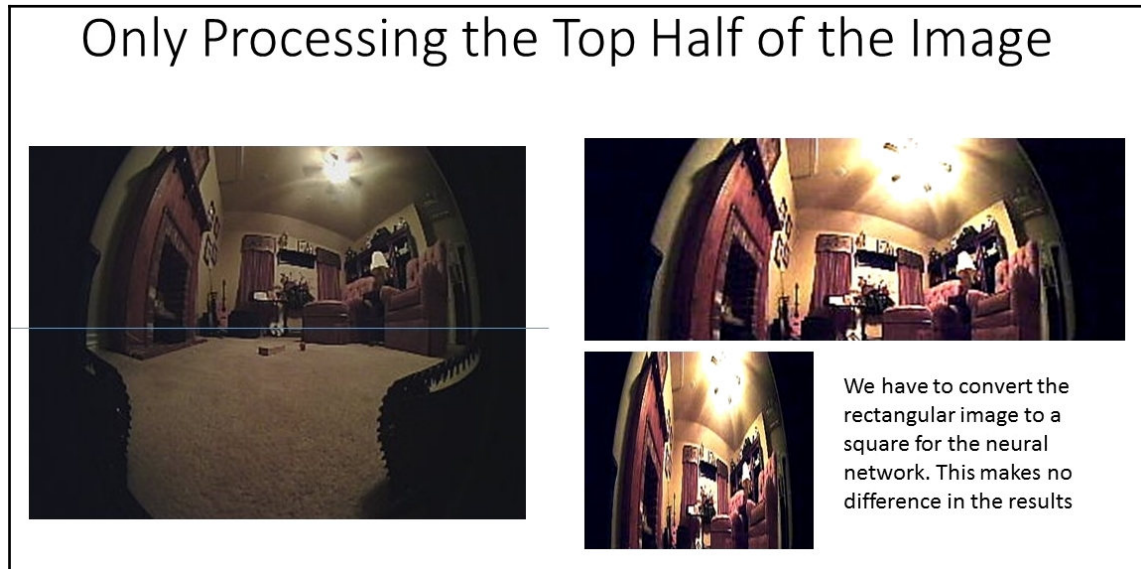 Only Processing the Top Half of the Image
We have to convert the
rectangular image to a
square for the neural
network. This makes no
difference in the results